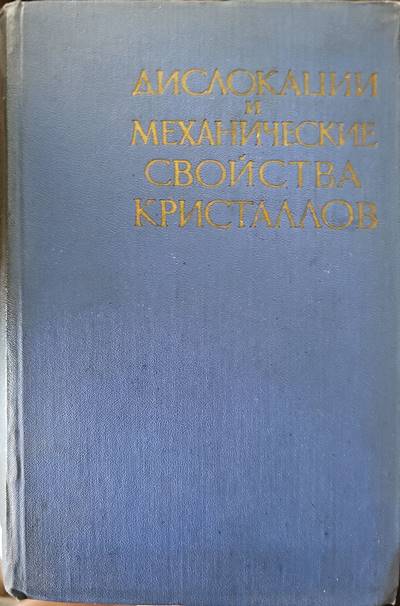 ДИСЛОКАЦИИ
И
МЕХАНИЧЕСКИЕ
СВОЙСТВА
КРИСТАЛЛОВ